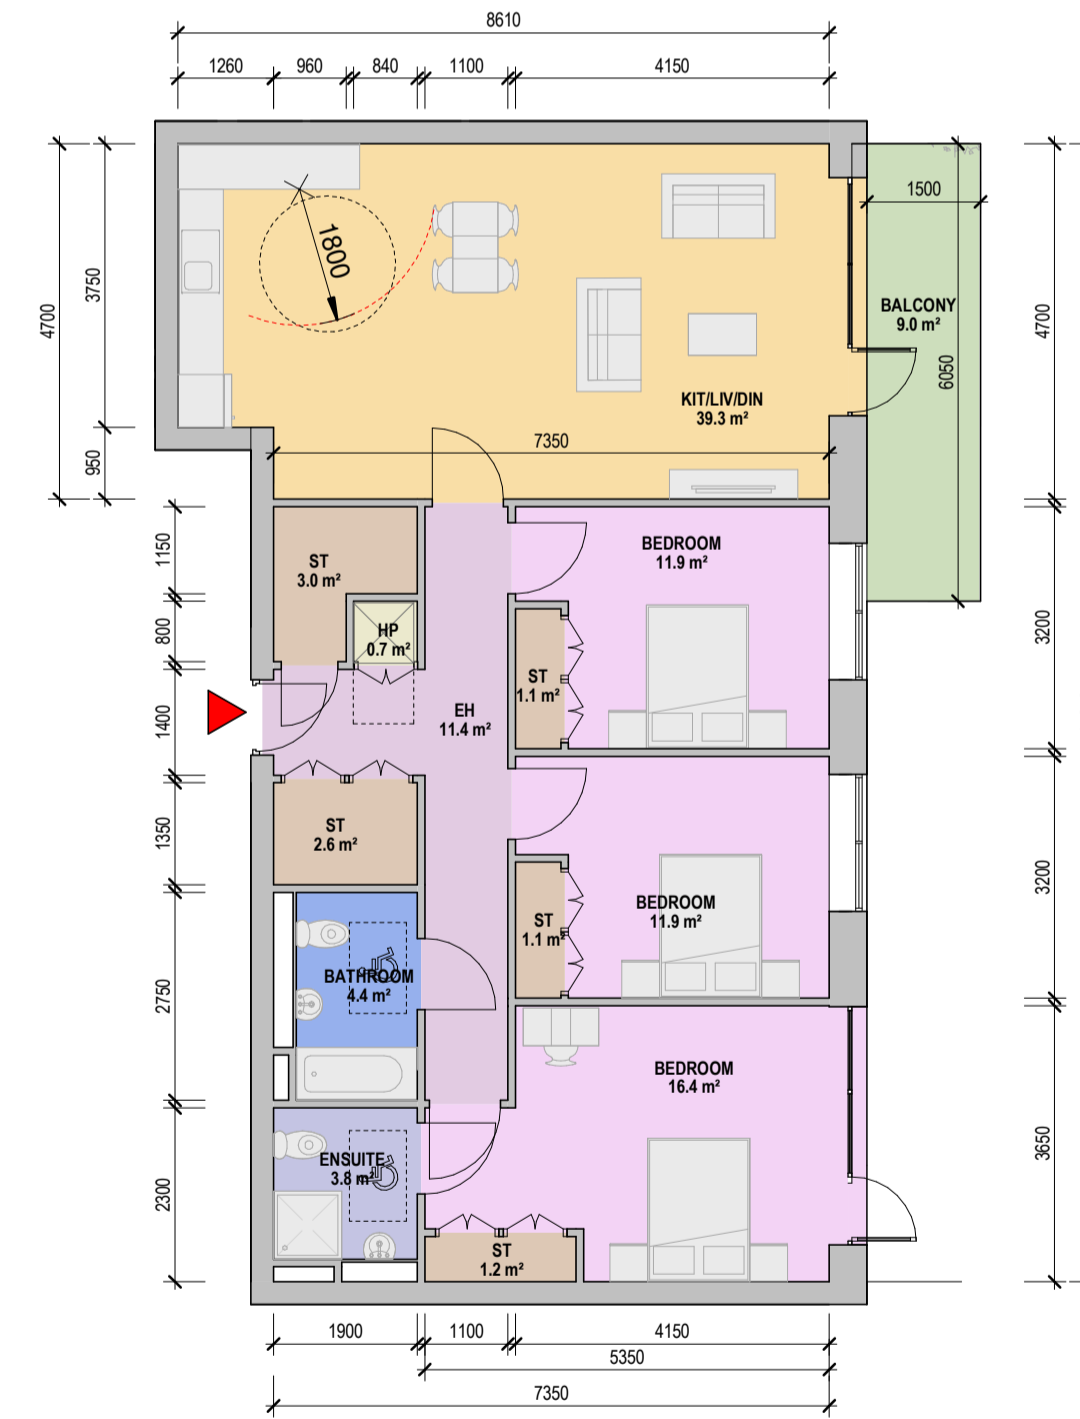 8610
1260 960 840 1100 4150
1500
1800
3750
4700
BALCONY
9.0 m²
4700
6050
KIT/LIV/DIN
39.3 m²
7350
950
1150
ST
3.0 m²
BEDROOM
11.9 m²
800
HP
0.7 m²
3200
ST
1.1 m²
EH
11.4 m²
1400
1350
ST
2.6 m²
3200
BEDROOM
11.9 m²
ST
1.1 m²
BATHROOM
4.4 m²
2750
BEDROOM
16.4 m²
3650
ENSUITE
3.8 m²
2300
ST
1.2 m²
1900 1100 4150
5350
7350